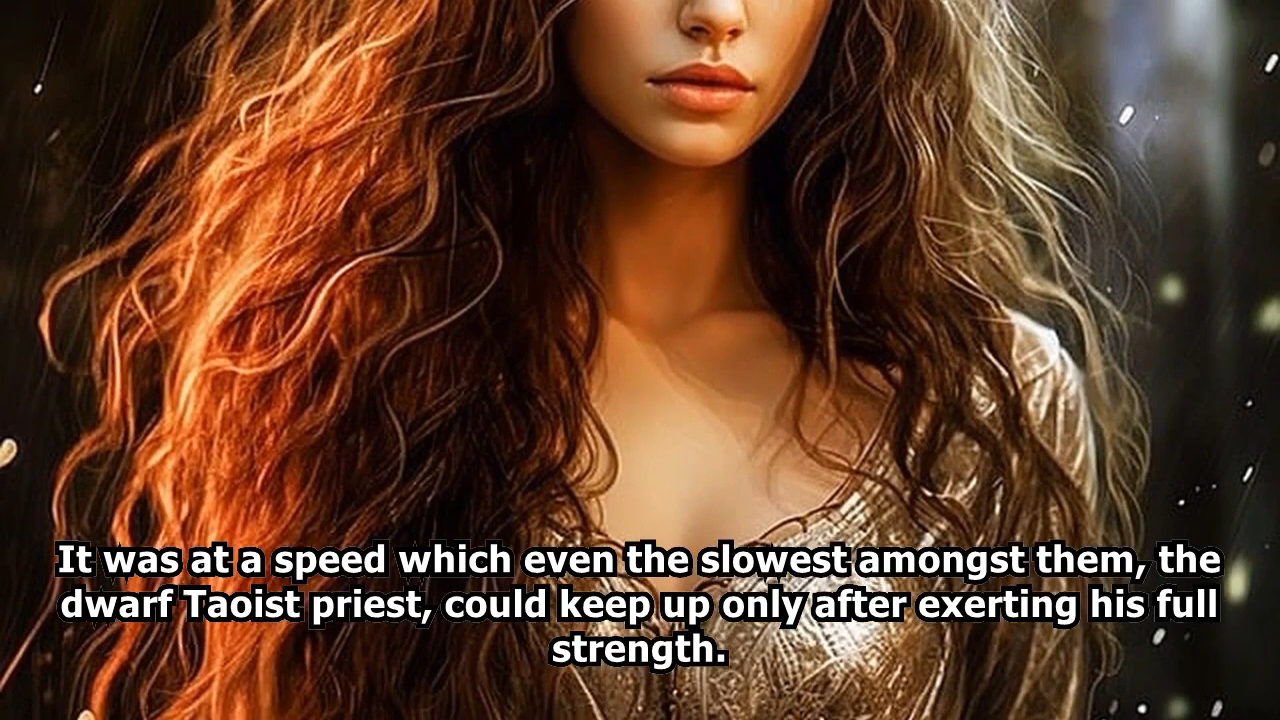 It was at a speed which even the slowest amongst them, the
dwarf Taoist priest, could keep up only after exerting his full
strength.